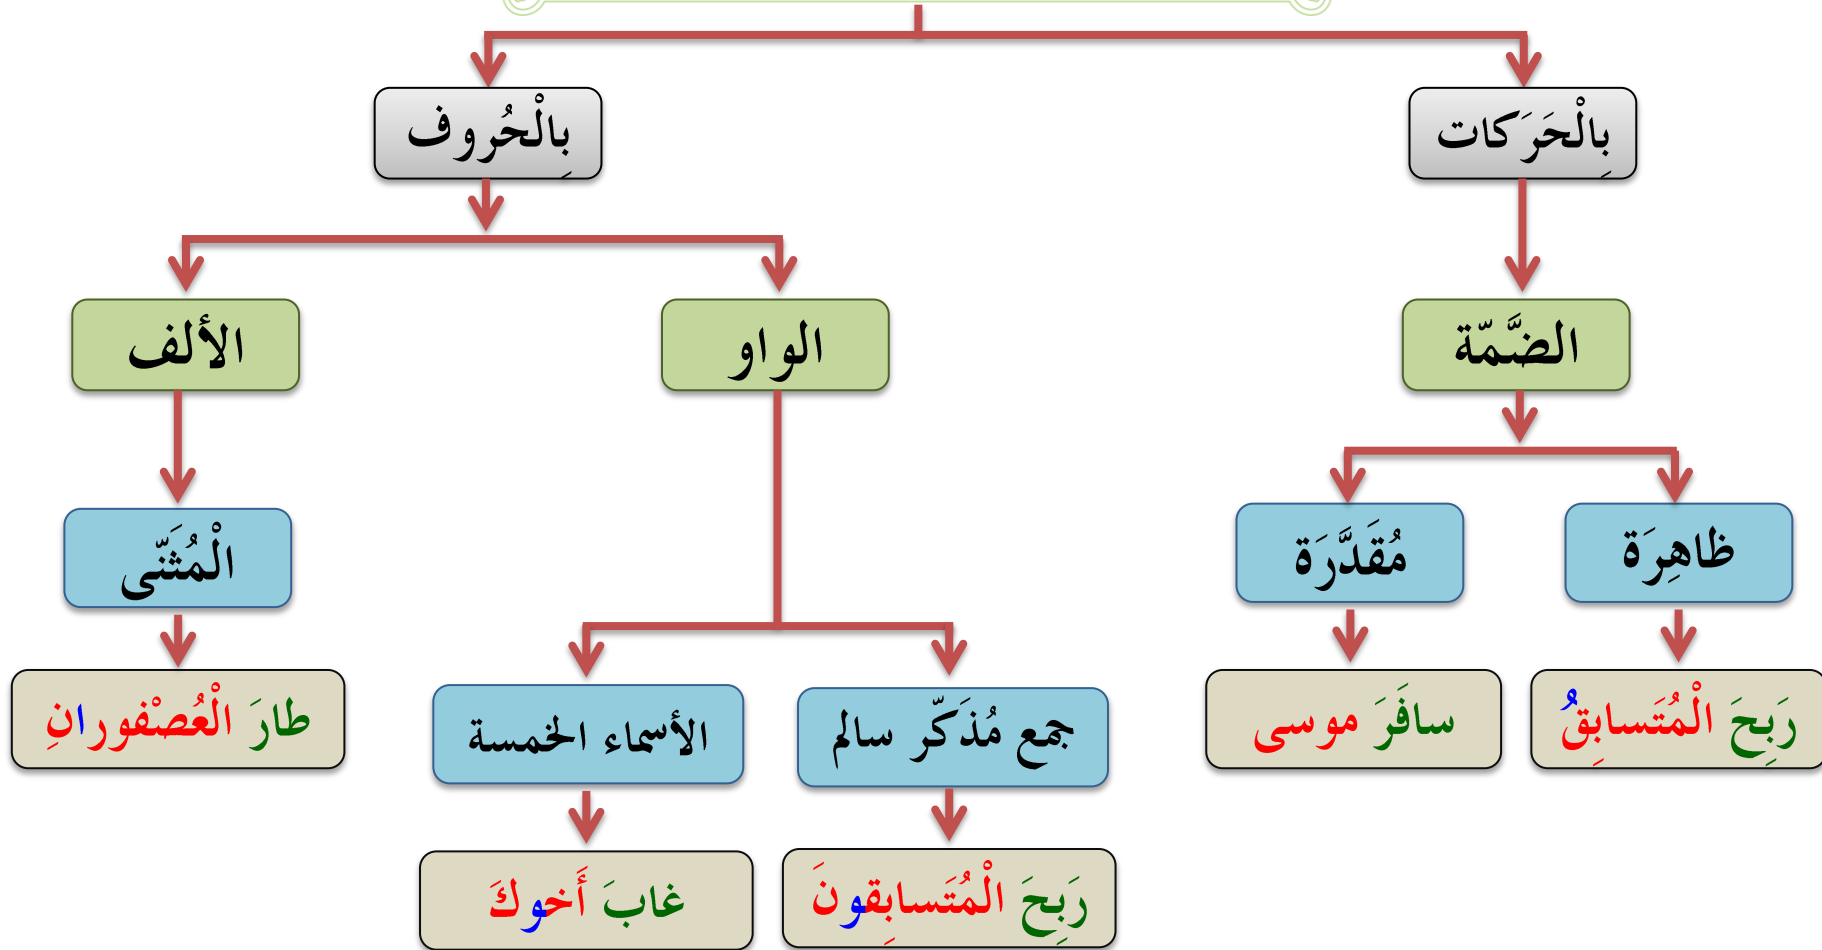 بِالْحَرَكات
بِالْحُروف
الضَّمّة
الواو
الألف
ظاهِرَة
مُقَدَّرَة
الْمُثَنّى
رَبِحَ الْمُتَسابِقُ
سافَرَ موسى
جمع مُذَكّر سالم
الأسماء الخمسة
طارَ الْعُصْفورانِ
رَبِحَ الْمُتَسابِقونَ
غابَ أَخوكَ